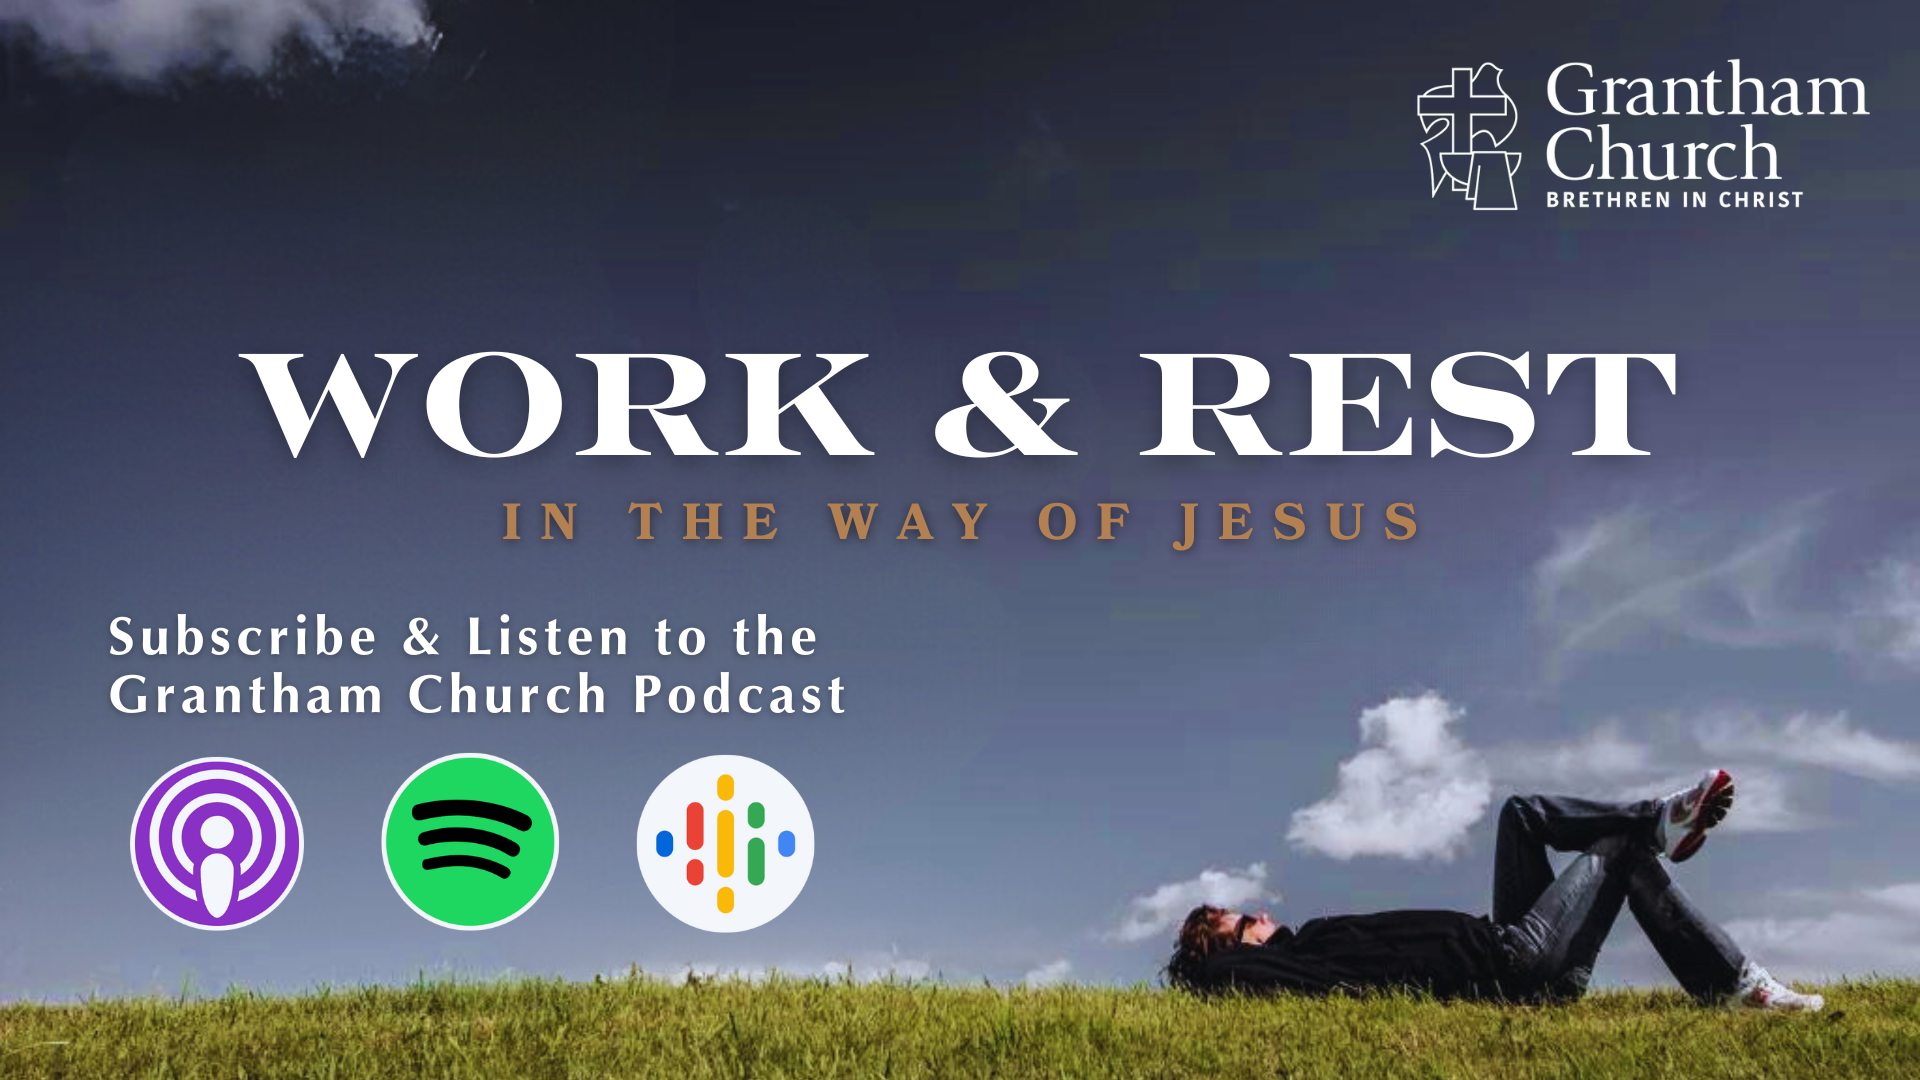 Grantham
Church
BRETHREN IN CHRIST
WORK & REST
IN THE WAY OF JESUS
Subscribe & Listen to the
Grantham Church Podcast